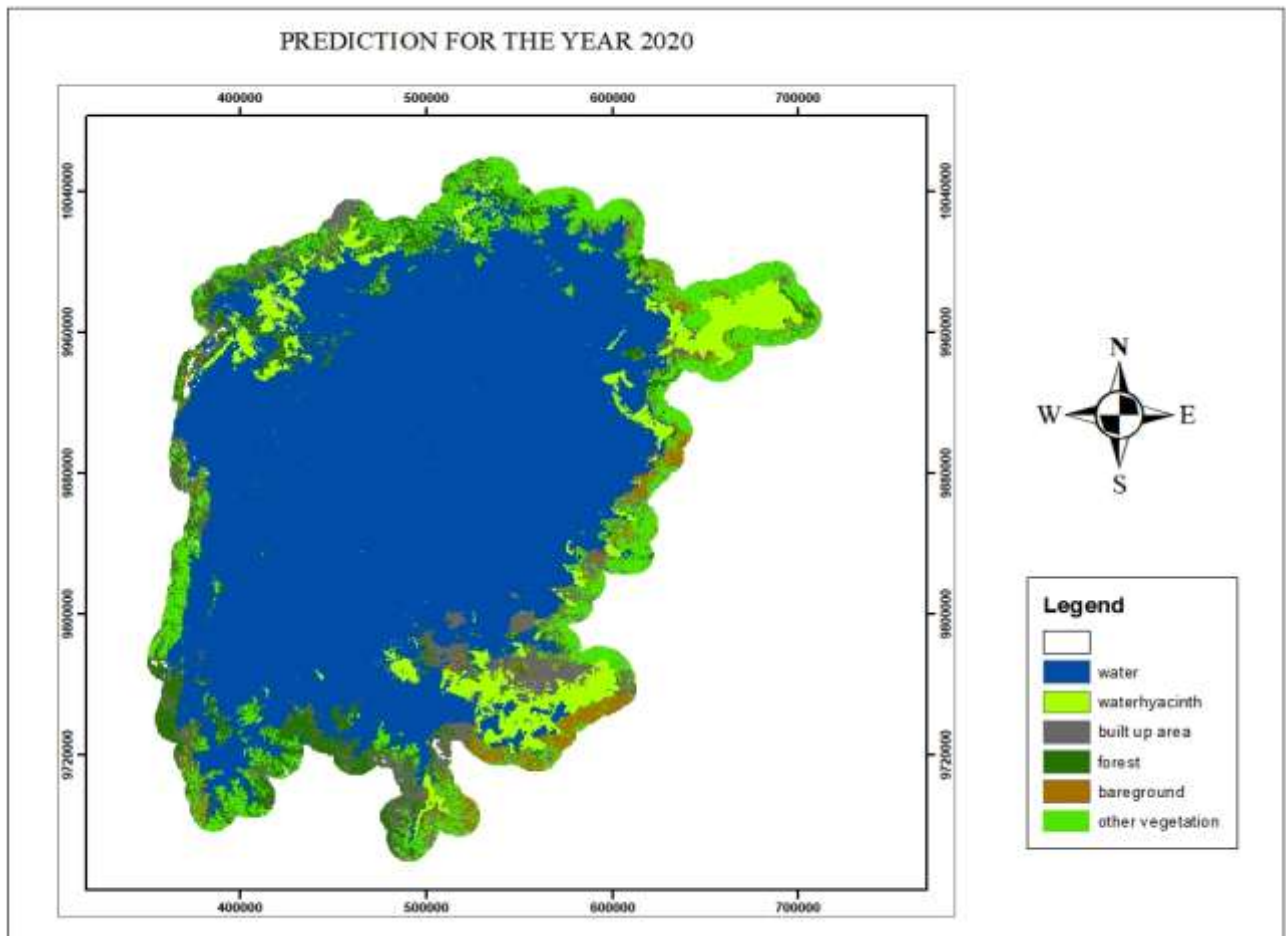 PREDICTION FOR THE YEAR 2020
400000 500000 600000 700000
10040000 10040000
9960000 9960000
9880000 9880000
9800000 9800000
9720000 9720000
400000 500000 600000 700000
N
W E
S
Legend
water
waterhyacinth
built up area
forest
bareground
other vegetation